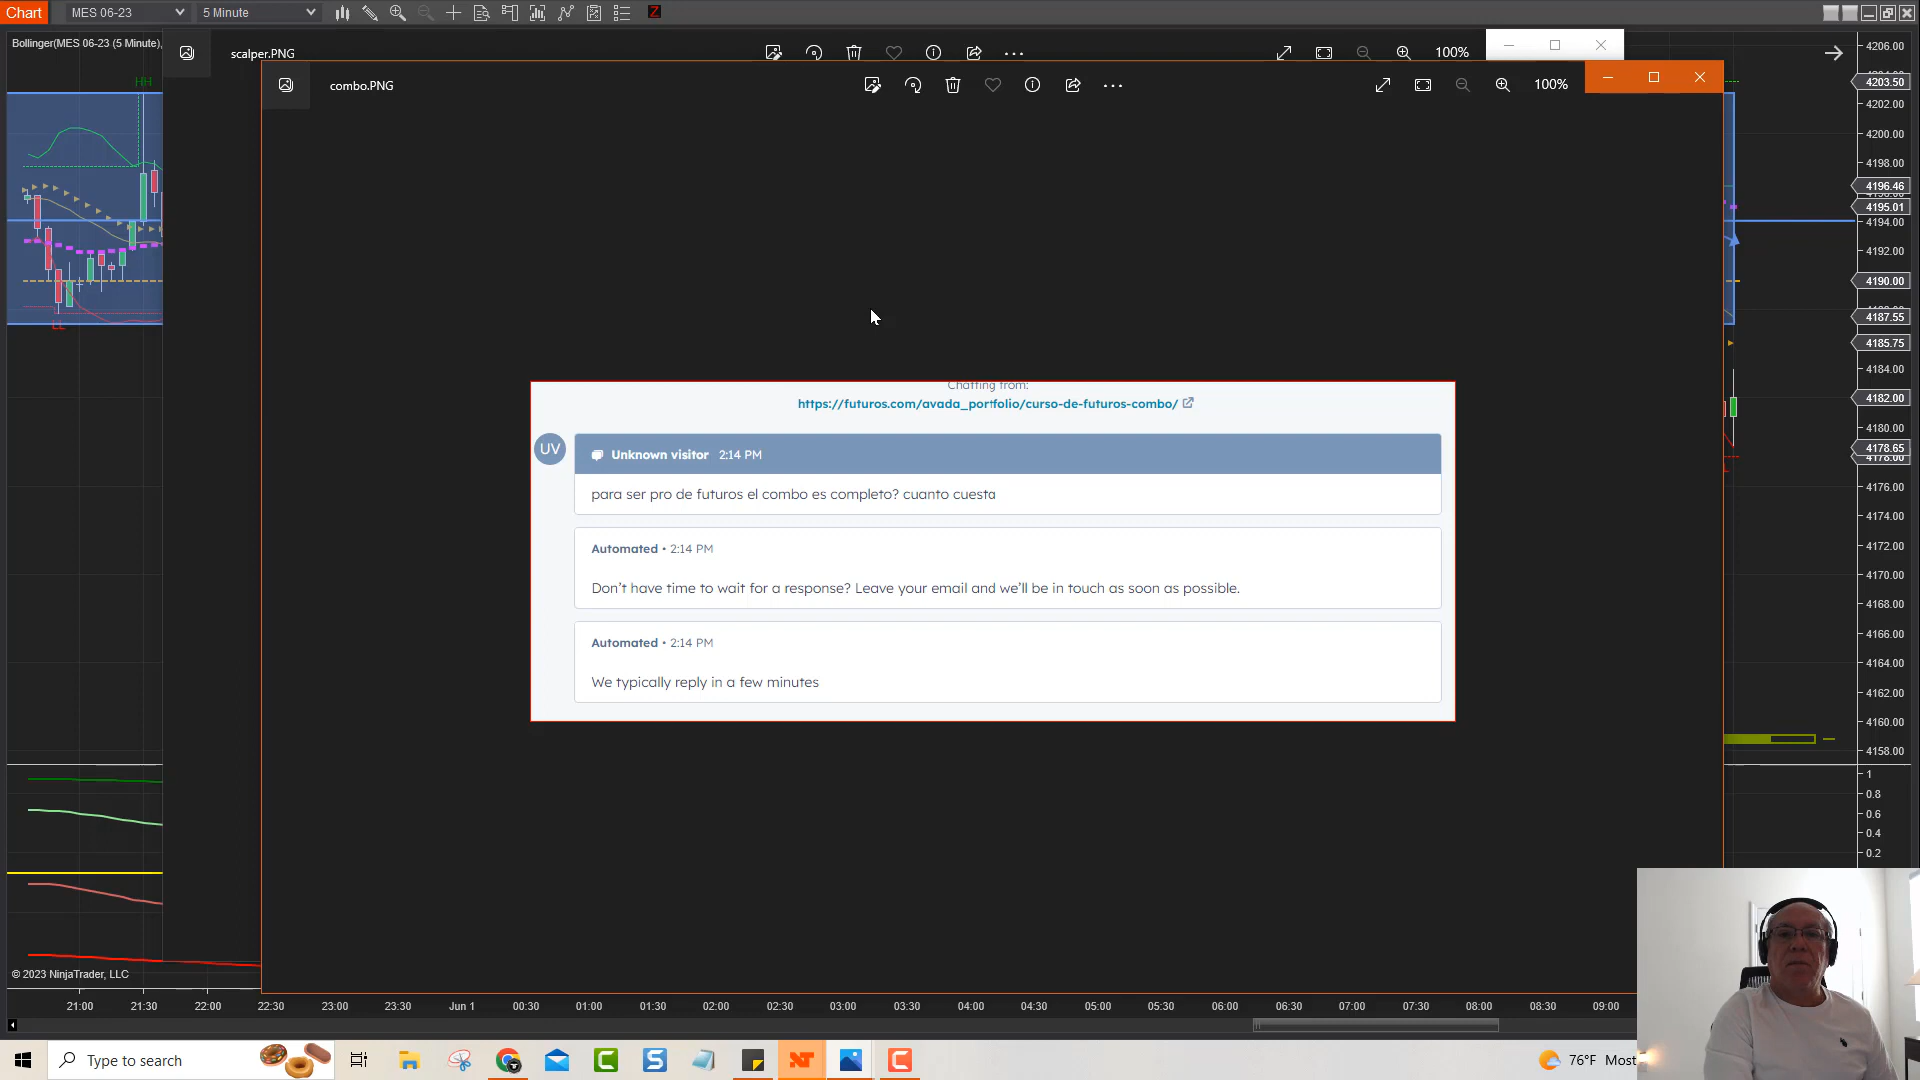 Chart MES 06-23 5 Minute
Bollinger(MES 06-23 (5 Minute),
scalper.PNG 100%
combo.PNG 100%
HH
LL
Chatting from:
https://futuros.com/avada_portfolio/curso-de-futuros-combo/
UV Unknown visitor 2:14 PM
para ser pro de futuros el combo es completo? cuanto cuesta
Automated • 2:14 PM
Don't have time to wait for a response? Leave your email and we'll be in touch as soon as possible.
Automated • 2:14 PM
We typically reply in a few minutes
4206.00
4203.50
4202.00
4200.00
4198.00
4196.46
4195.01
4194.00
4192.00
4190.00
4187.55
4185.75
4184.00
4182.00
4180.00
4178.65
4178.00
4176.00
4174.00
4172.00
4170.00
4168.00
4166.00
4164.00
4162.00
4160.00
4158.00
1
0.8
0.6
0.4
0.2
© 2023 NinjaTrader, LLC
21:00 21:30 22:00 22:30 23:00 23:30 Jun 1 00:30 01:00 01:30 02:00 02:30 03:00 03:30 04:00 04:30 05:00 05:30 06:00 06:30 07:00 07:30 08:00 08:30 09:00
Type to search
76°F Most